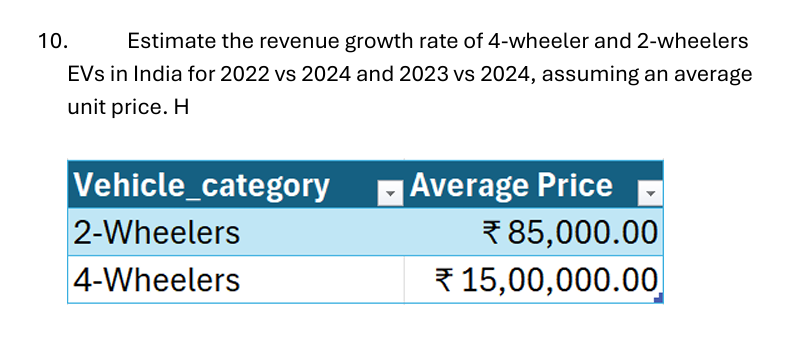 10. Estimate the revenue growth rate of 4-wheeler and 2-wheelers
EVs in India for 2022 vs 2024 and 2023 vs 2024, assuming an average
unit price. H
Vehicle_category Average Price
2-Wheelers ₹ 85,000.00
4-Wheelers ₹ 15,00,000.00